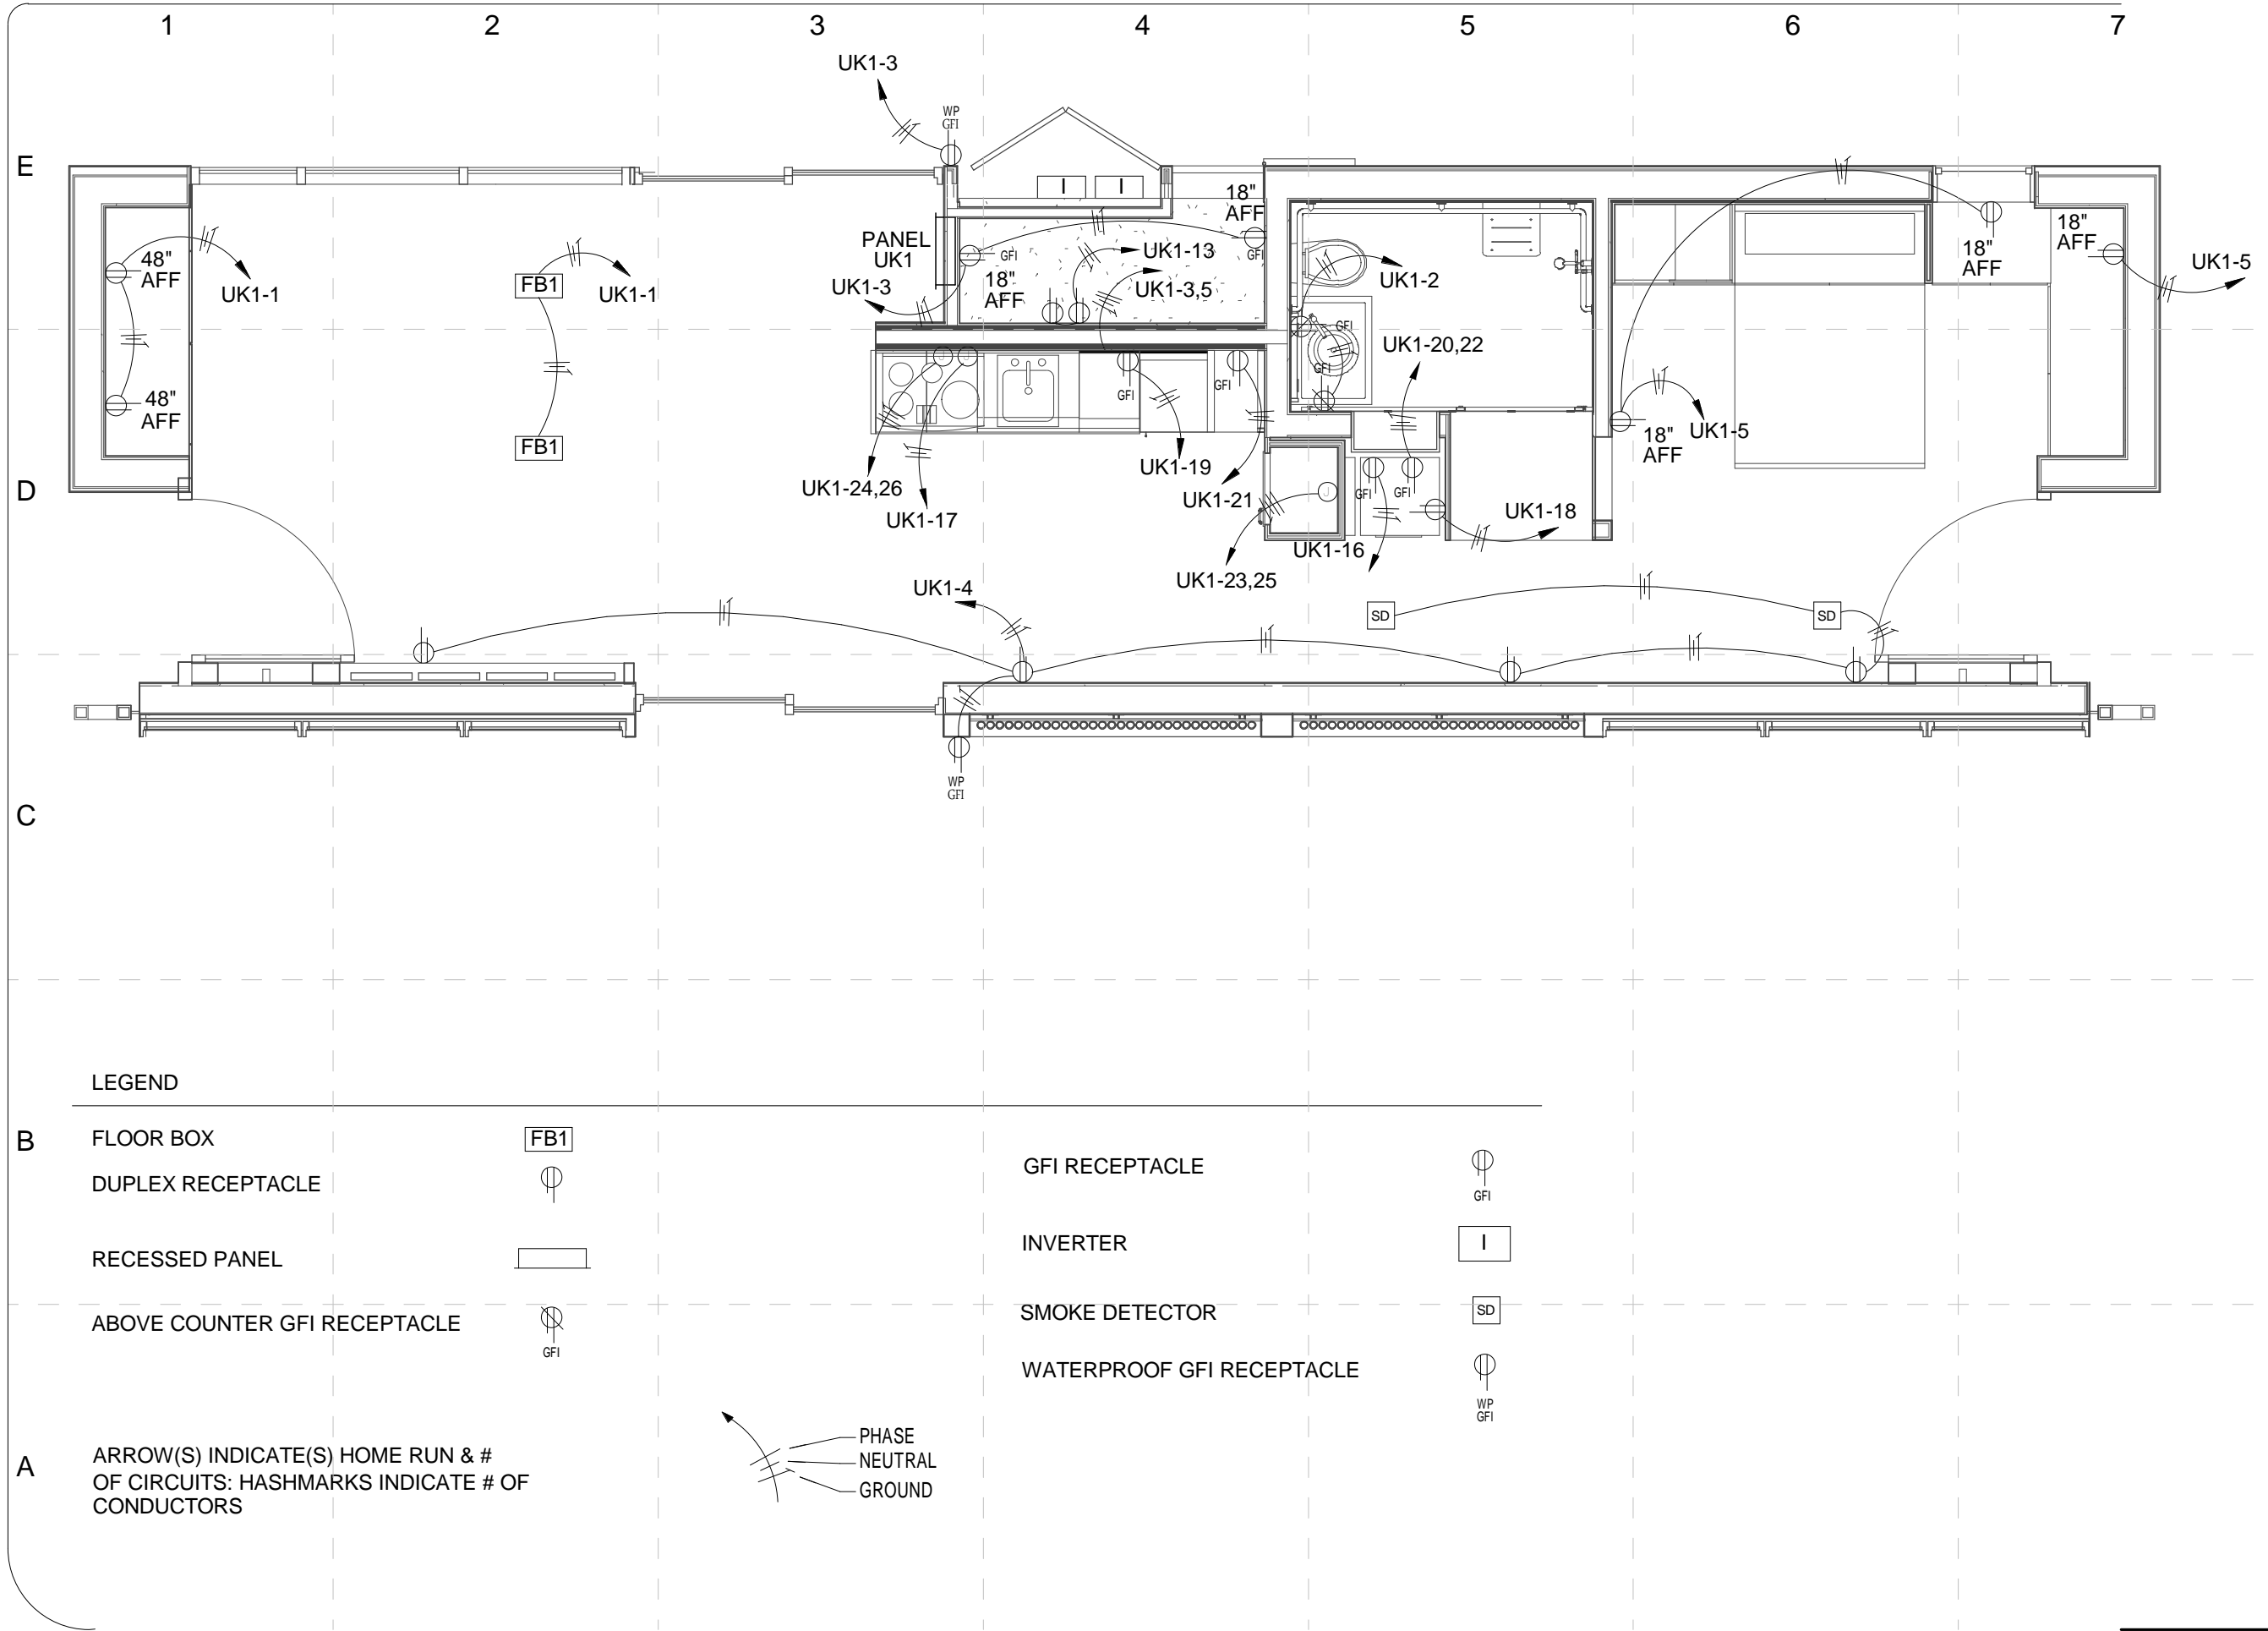 1 2 3 4 5 6 7
UK1-3
WP
GFI
E
I I
18"
AFF
48"
AFF
UK1-1
FB1
UK1-1
PANEL
UK1
UK1-3
GFI
18"
AFF
UK1-13
UK1-3,5
GFI
UK1-2
GFI
GFI
18"
AFF
18"
AFF
UK1-5
48"
AFF
FB1
J J
GFI
GFI
UK1-20,22
18"
AFF
UK1-5
D
UK1-24,26
UK1-17
UK1-19
UK1-21
J
GFI
GFI
UK1-18
UK1-16
UK1-23,25
UK1-4
SD
SD
WP
GFI
C
LEGEND
B
FLOOR BOX FB1
DUPLEX RECEPTACLE
RECESSED PANEL
ABOVE COUNTER GFI RECEPTACLE
GFI
GFI RECEPTACLE
GFI
INVERTER I
SMOKE DETECTOR SD
WATERPROOF GFI RECEPTACLE
WP
GFI
A
ARROW(S) INDICATE(S) HOME RUN & #
OF CIRCUITS: HASHMARKS INDICATE # OF
CONDUCTORS
PHASE
NEUTRAL
GROUND